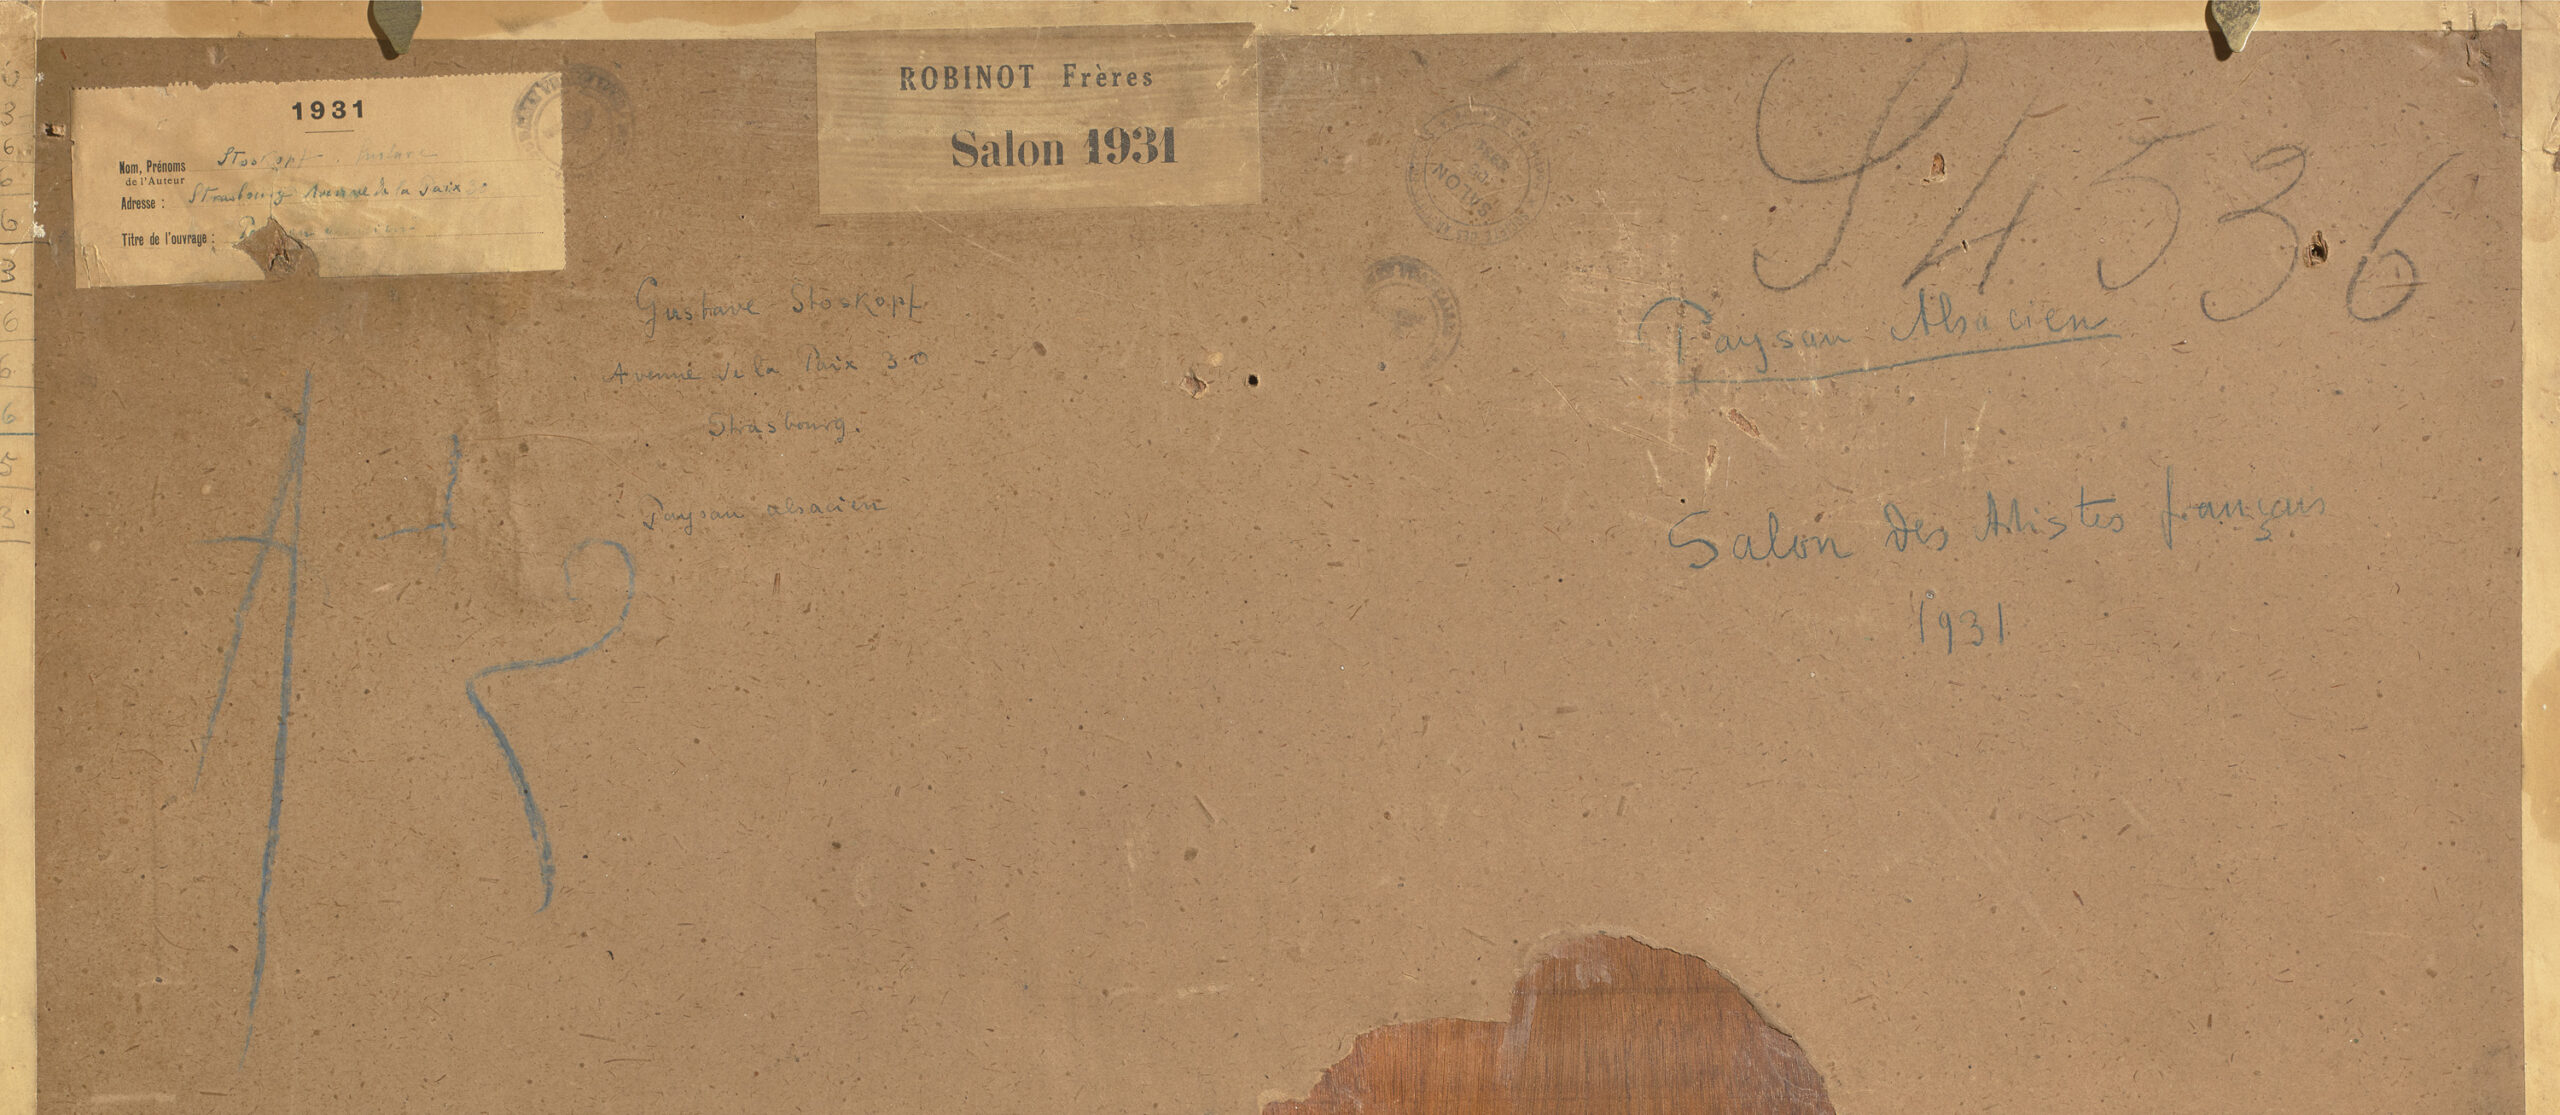 1931
Nom, Prénoms de l'Auteur Stoskopf, Gustave
Adresse : Strasbourg Avenue de la Paix 30
Titre de l'ouvrage :
ROBINOT Frères
Salon 1931
SALON
S4536
Gustave Stoskopf
Avenue de la Paix 30
Strasbourg.
Paysan alsacien
Paysan Alsacien
Salon des Artistes français
1931
A